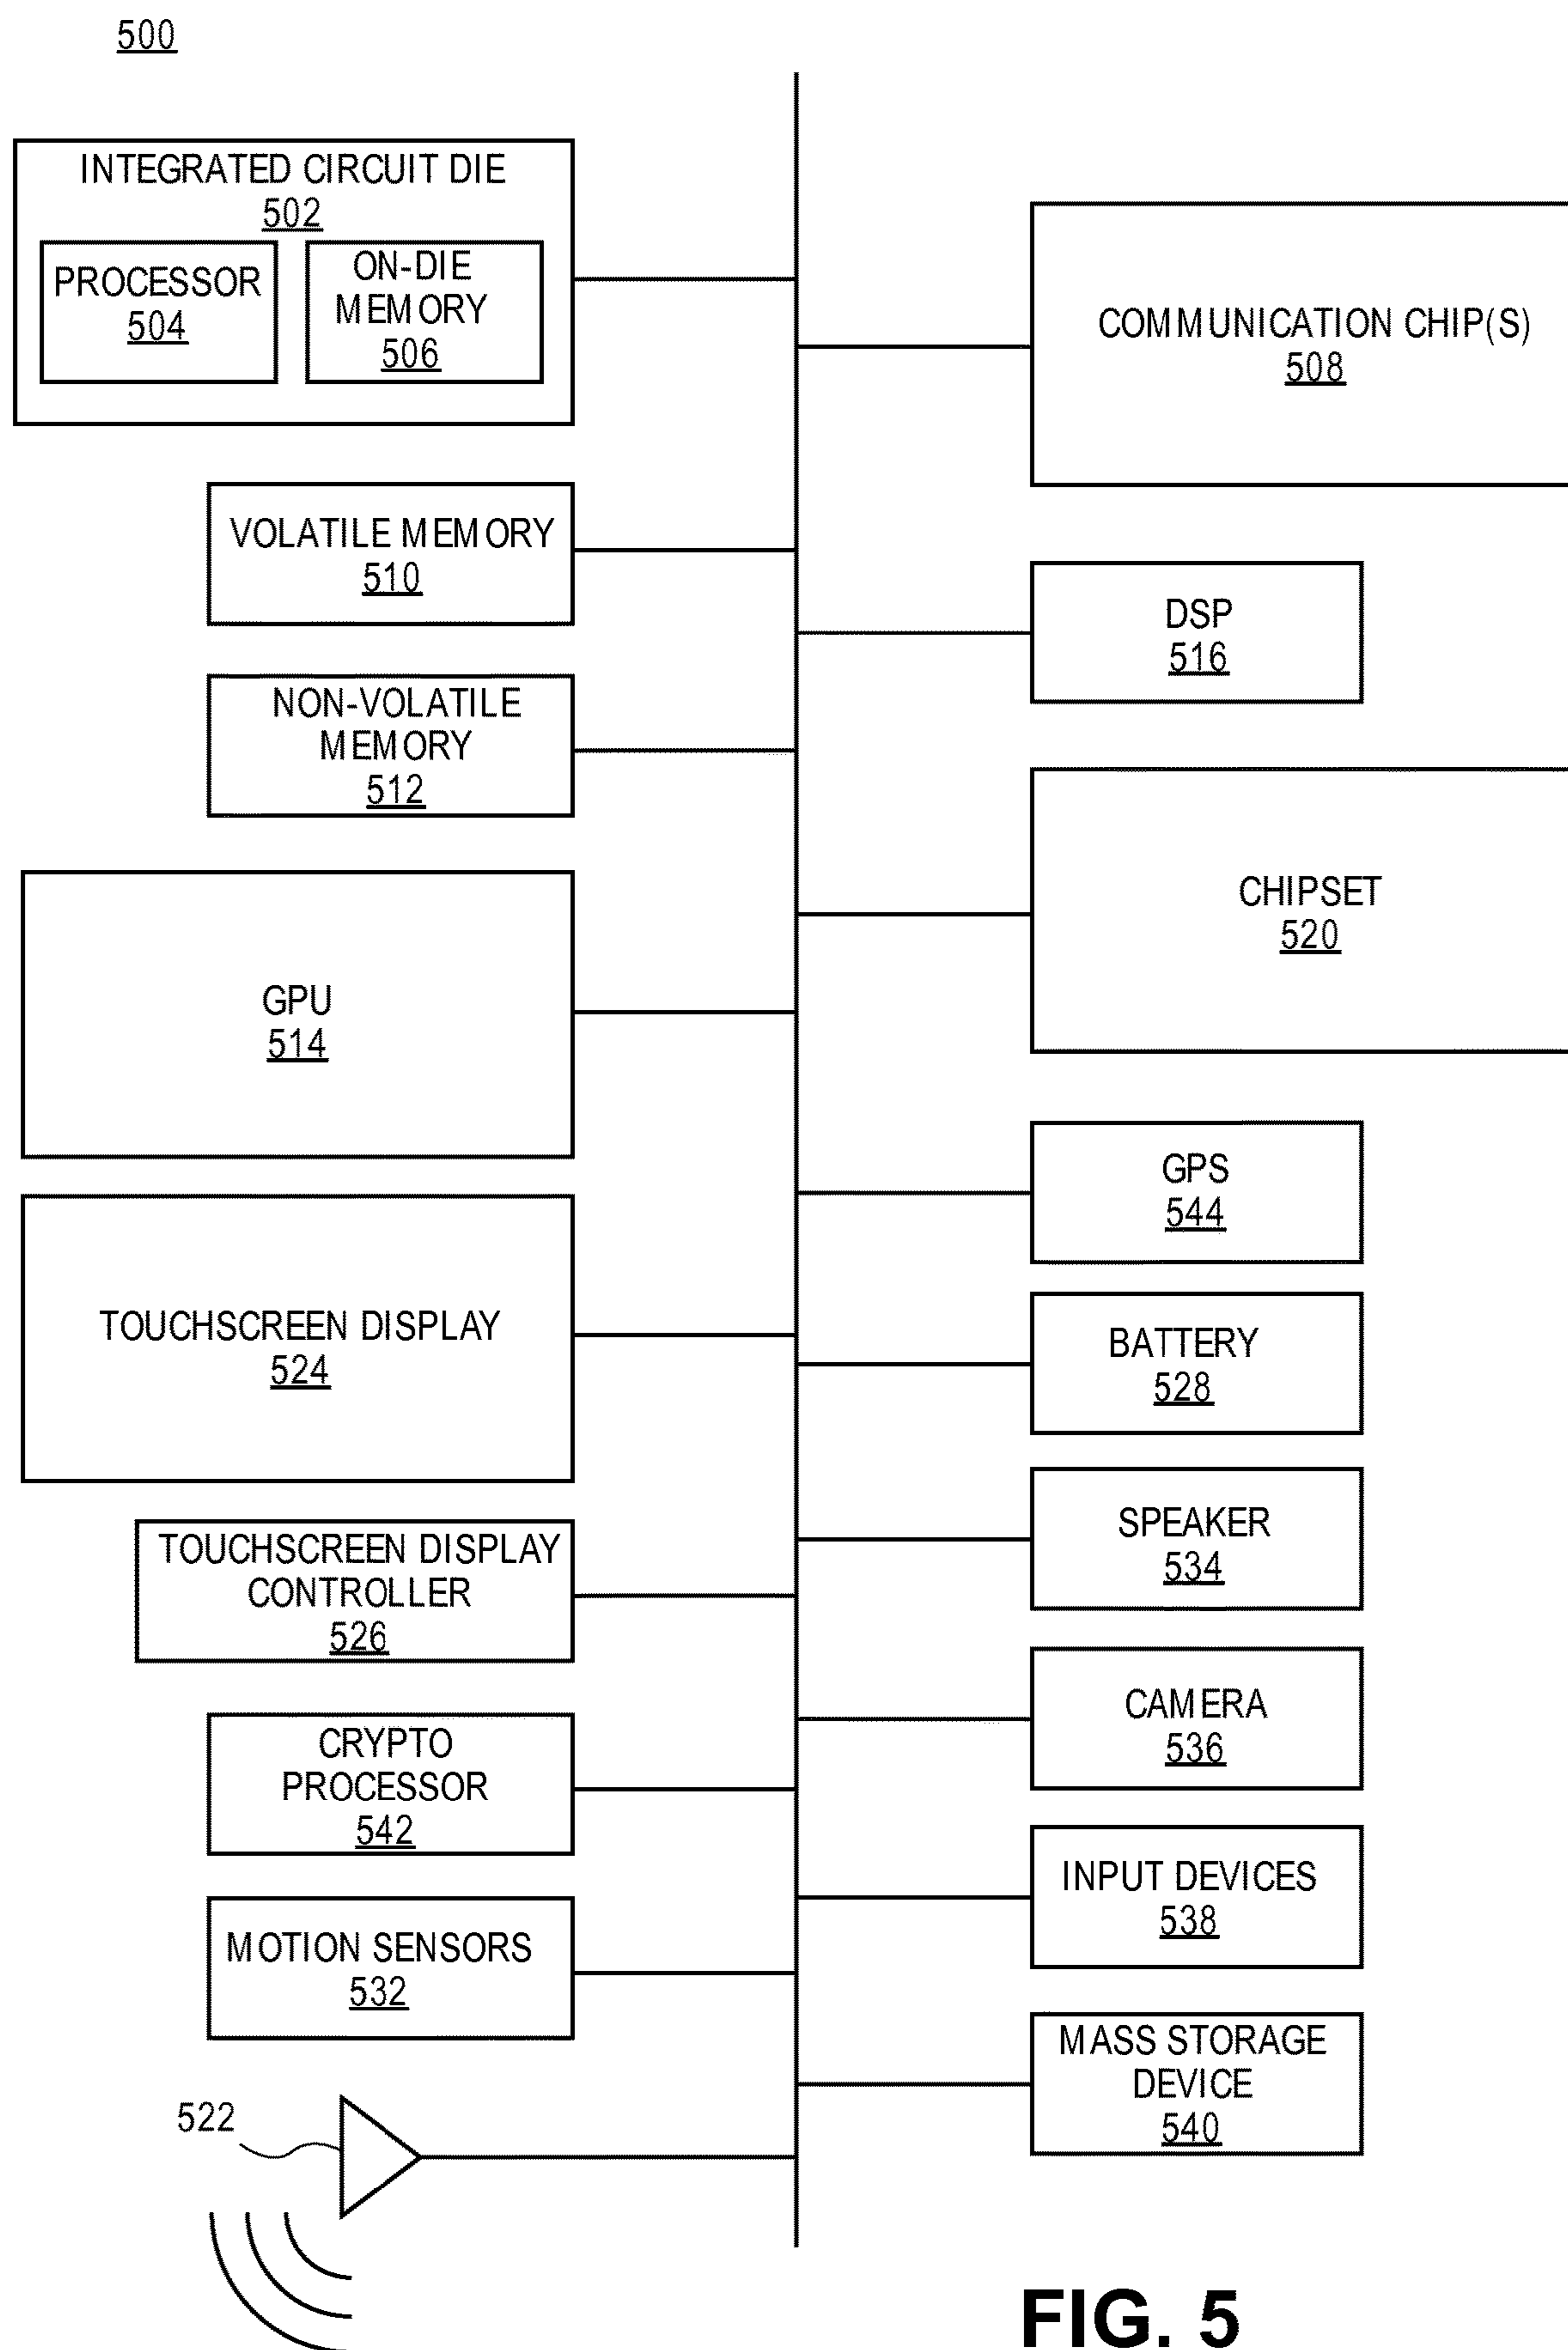 500
INTEGRATED CIRCUIT DIE
502
PROCESSOR
504
ON-DIE
MEMORY
506
COMMUNICATION CHIP(S)
508
VOLATILE MEMORY
510
DSP
516
NON-VOLATILE
MEMORY
512
CHIPSET
520
GPU
514
GPS
544
TOUCHSCREEN DISPLAY
524
BATTERY
528
SPEAKER
534
TOUCHSCREEN DISPLAY
CONTROLLER
526
CAMERA
536
CRYPTO
PROCESSOR
542
INPUT DEVICES
538
MOTION SENSORS
532
MASS STORAGE
DEVICE
540
522
FIG. 5